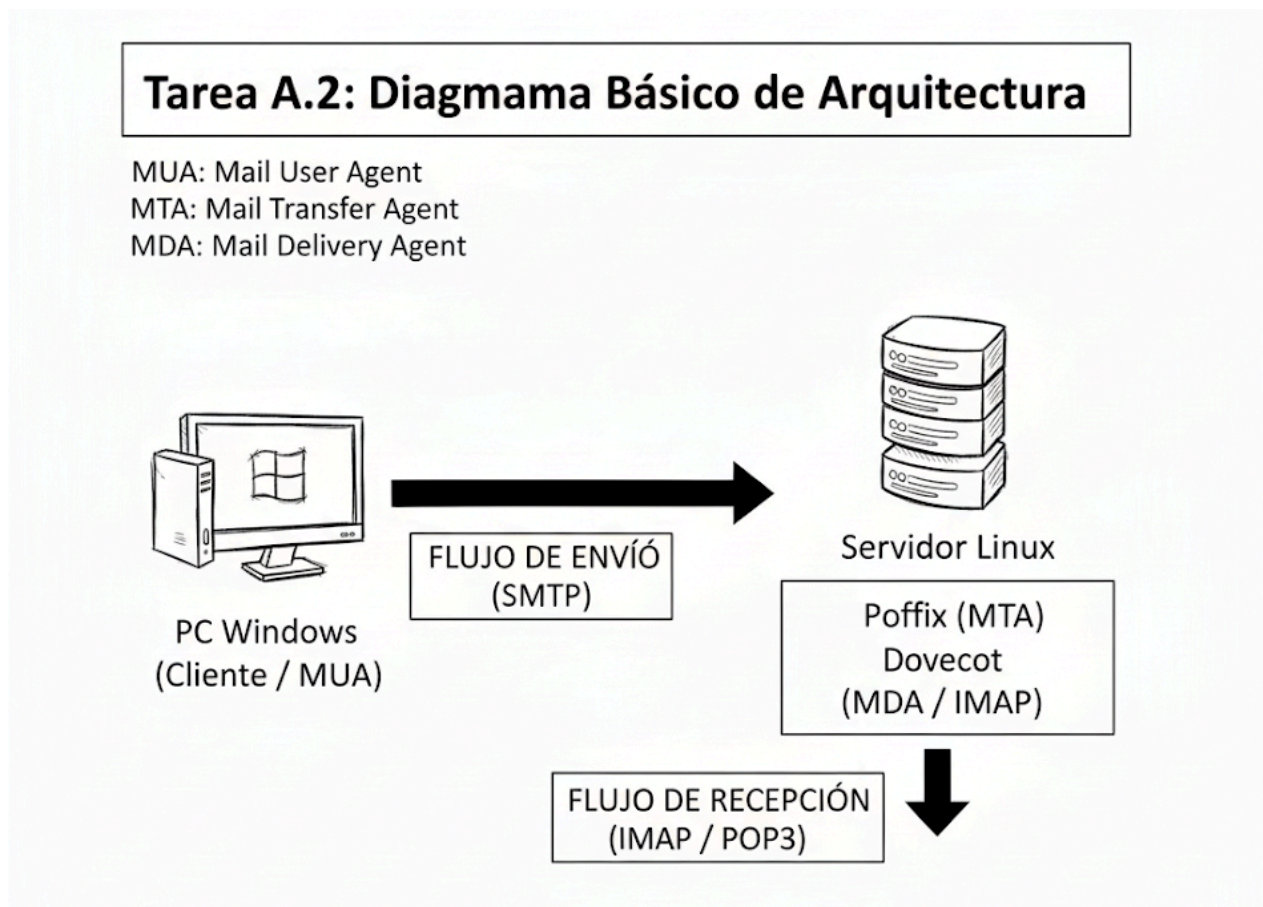 Tarea A.2: Diagmama Básico de Arquitectura
MUA: Mail User Agent
MTA: Mail Transfer Agent
MDA: Mail Delivery Agent
FLUJO DE ENVÍÓ
(SMTP)
PC Windows
(Cliente / MUA)
Servidor Linux
Poffix (MTA)
Dovecot
(MDA / IMAP)
FLUJO DE RECEPCIÓN
(IMAP / POP3)